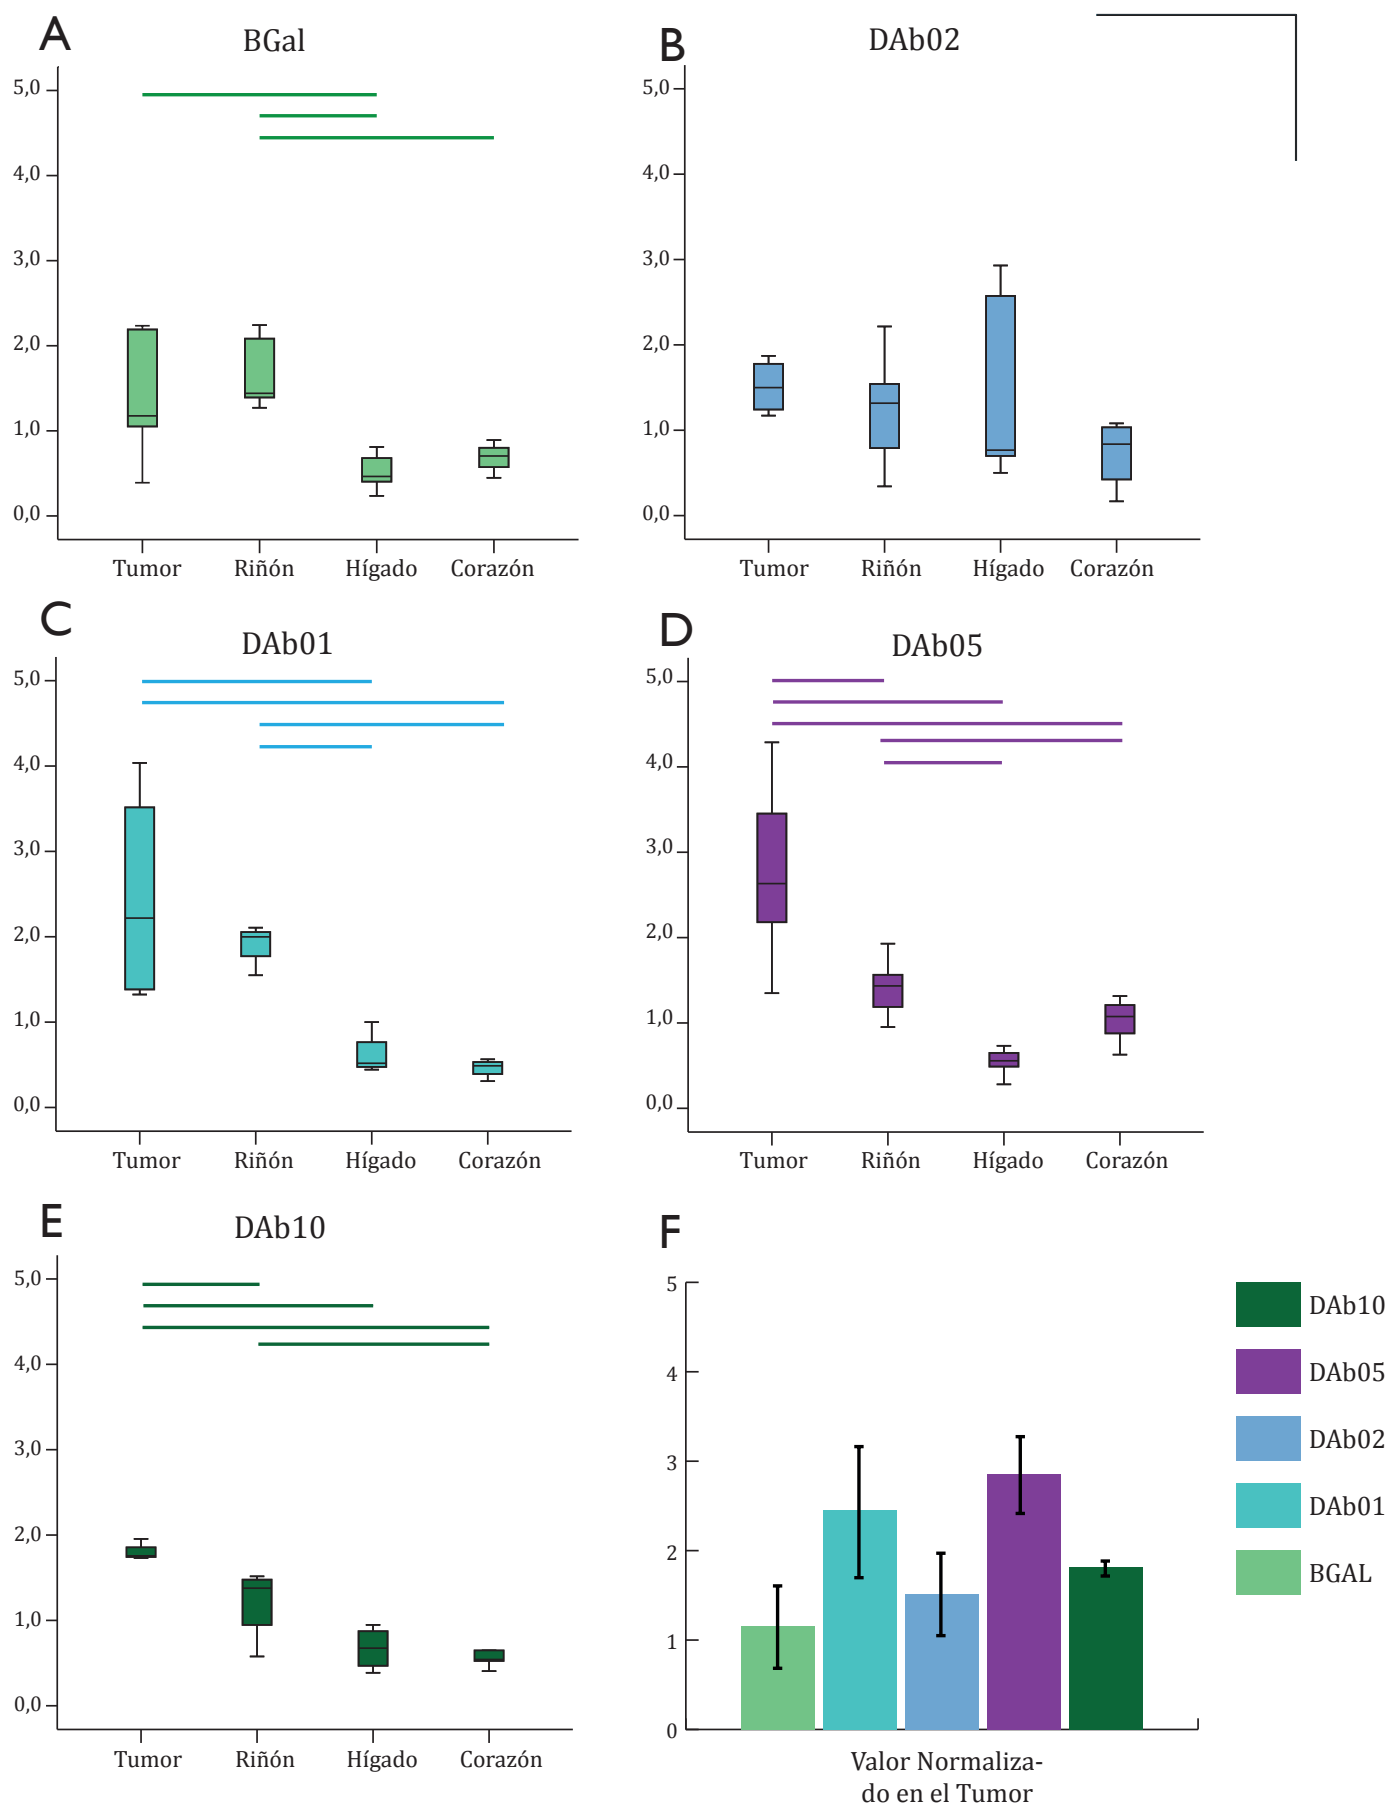 A
BGal
5,0
4,0
3,0
2,0
1,0
0,0
Tumor
Riñón
Hígado
Corazón
B
DAb02
5,0
4,0
3,0
2,0
1,0
0,0
Tumor
Riñón
Hígado
Corazón
C
DAb01
5,0
4,0
3,0
2,0
1,0
0,0
Tumor
Riñón
Hígado
Corazón
D
DAb05
5,0
4,0
3,0
2,0
1,0
0,0
Tumor
Riñón
Hígado
Corazón
E
DAb10
5,0
4,0
3,0
2,0
1,0
0,0
Tumor
Riñón
Hígado
Corazón
F
5
4
3
2
1
0
Valor Normaliza-
do en el Tumor
DAb10
DAb05
DAb02
DAb01
BGAL